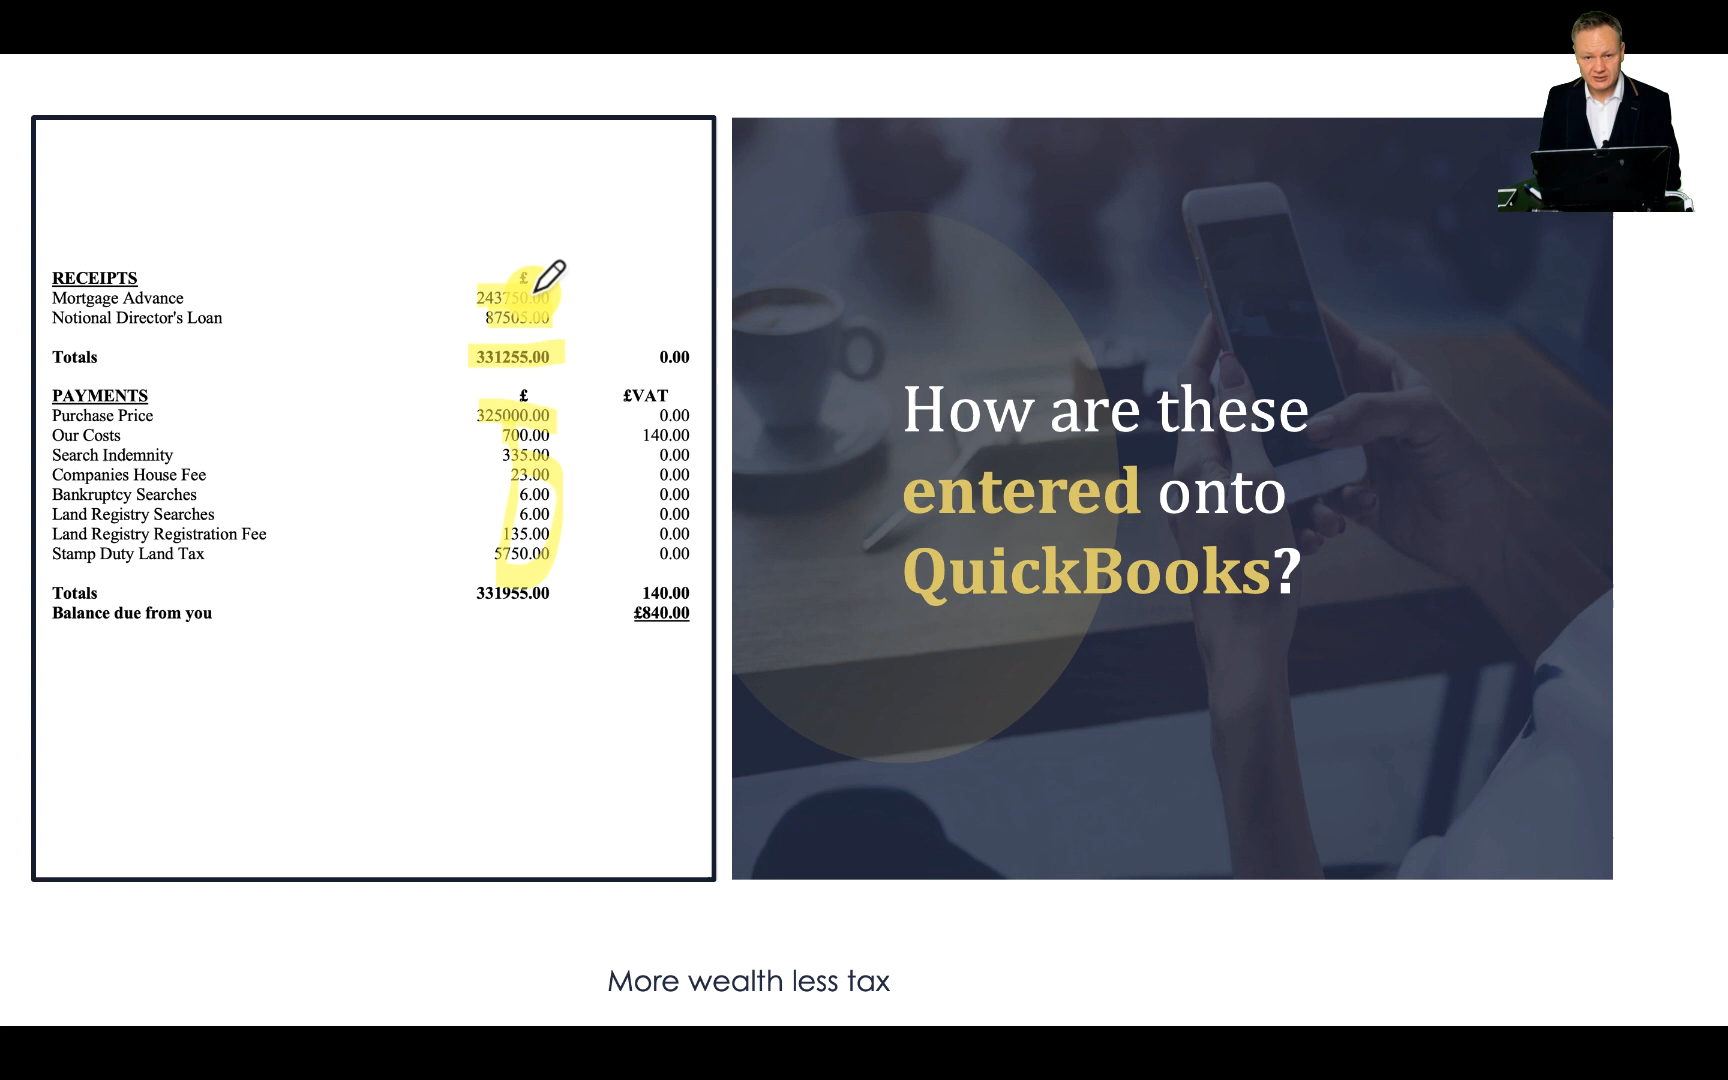 RECEIPTS £
Mortgage Advance 243750.00
Notional Director's Loan 87505.00
Totals 331255.00 0.00
PAYMENTS £ £VAT
Purchase Price 325000.00 0.00
Our Costs 700.00 140.00
Search Indemnity 335.00 0.00
Companies House Fee 23.00 0.00
Bankruptcy Searches 6.00 0.00
Land Registry Searches 6.00 0.00
Land Registry Registration Fee 135.00 0.00
Stamp Duty Land Tax 5750.00 0.00
Totals 331955.00 140.00
Balance due from you £840.00
How are these
entered onto
QuickBooks?
More wealth less tax